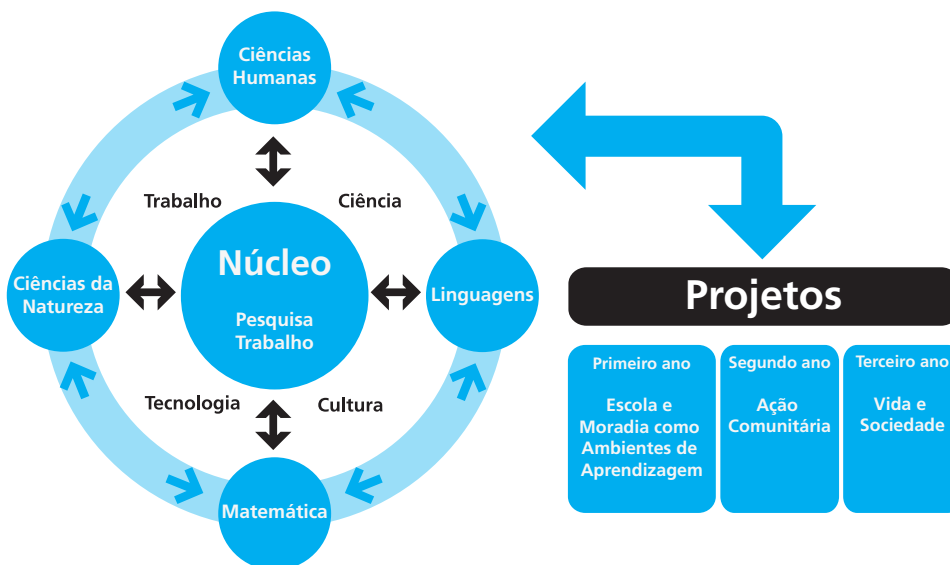 Ciências
Humanas
Trabalho
Ciência
Núcleo
Pesquisa
Trabalho
Ciências da
Natureza
Linguagens
Tecnologia
Cultura
Matemática
Projetos
Primeiro ano
Escola e
Moradia como
Ambientes de
Aprendizagem
Segundo ano
Ação
Comunitária
Terceiro ano
Vida e
Sociedade